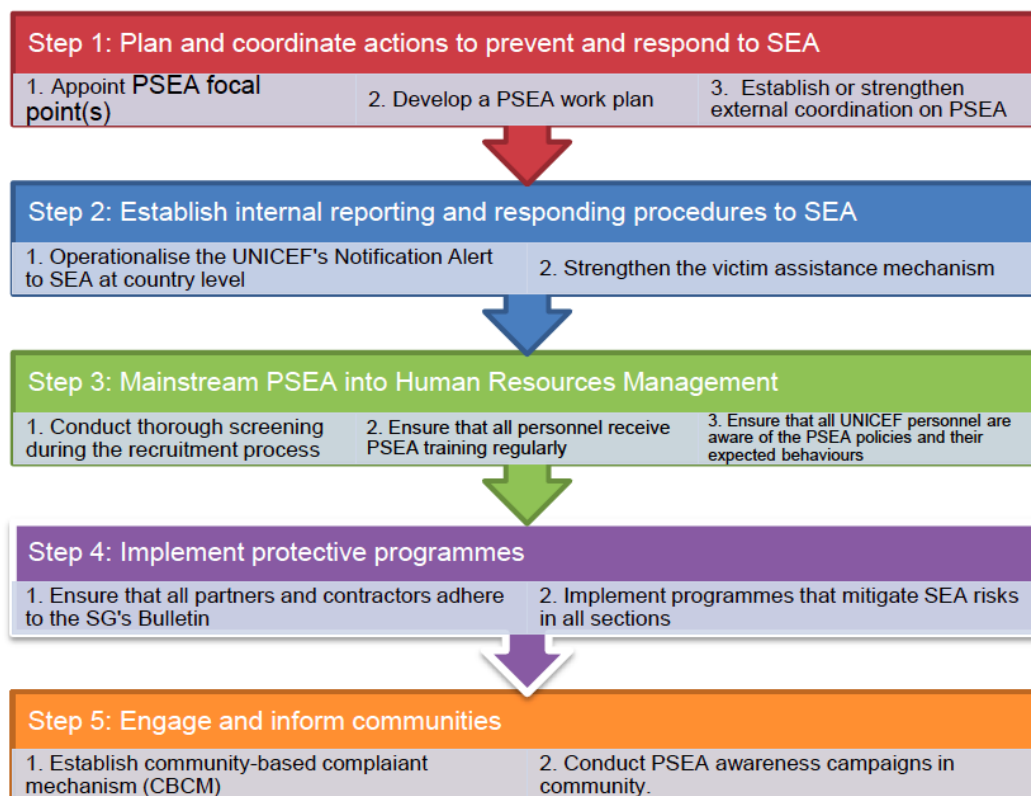 Step 1: Plan and coordinate actions to prevent and respond to SEA
1. Appoint PSEA focal
point(s)
2. Develop a PSEA work plan
3. Establish or strengthen
external coordination on PSEA
Step 2: Establish internal reporting and responding procedures to SEA
1. Operationalise the UNICEF's Notification Alert
to SEA at country level
2. Strengthen the victim assistance mechanism
Step 3: Mainstream PSEA into Human Resources Management
1. Conduct thorough screening
during the recruitment process
2. Ensure that all personnel receive
PSEA training regularly
3. Ensure that all UNICEF personnel are
aware of the PSEA policies and their
expected behaviours
Step 4: Implement protective programmes
1. Ensure that all partners and contractors adhere
to the SG's Bulletin
2. Implement programmes that mitigate SEA risks
in all sections
Step 5: Engage and inform communities
1. Establish community-based complaiant
mechanism (CBCM)
2. Conduct PSEA awareness campaigns in
community.